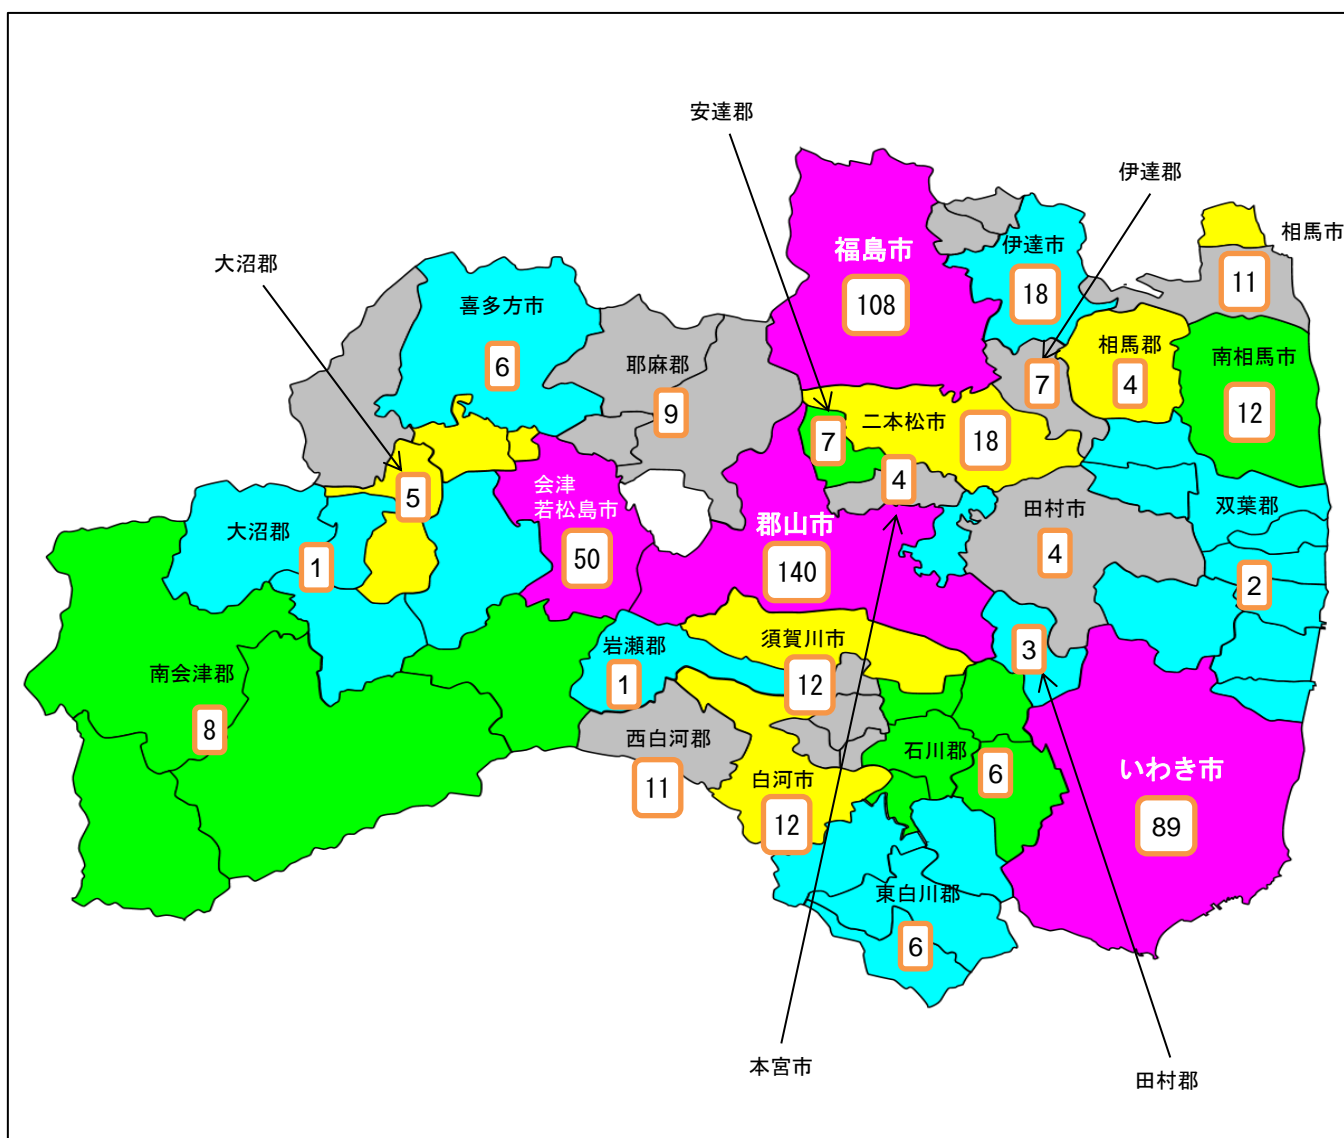 安達郡
伊達郡
相馬市
11
福島市
108
伊達市
18
大沼郡
喜多方市
6
耶麻郡
9
7
相馬郡
4
南相馬市
12
7
二本松市
18
4
5
会津
若松島市
50
郡山市
140
田村市
4
双葉郡
2
大沼郡
1
南会津郡
8
岩瀬郡
1
須賀川市
12
3
西白河郡
11
白河市
12
石川郡
6
いわき市
89
東白川郡
6
本宮市
田村郡